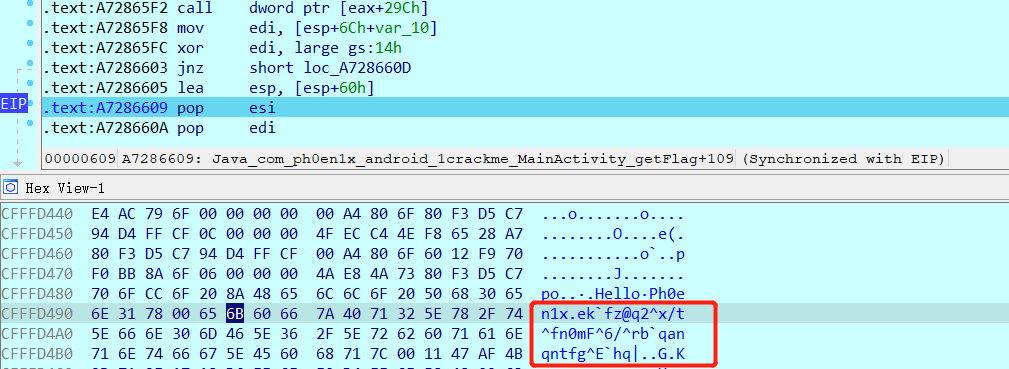 .text:A72865F2 call dword ptr [eax+29Ch]
.text:A72865F8 mov edi, [esp+6Ch+var_10]
.text:A72865FC xor edi, large gs:14h
.text:A7286603 jnz short loc_A728660D
.text:A7286605 lea esp, [esp+60h]
EIP .text:A7286609 pop esi
.text:A728660A pop edi
00000609 A7286609: Java_com_ph0en1x_android_1crackme_MainActivity_getFlag+109 (Synchronized with EIP)
Hex View-1
CFFFD440 E4 AC 79 6F 00 00 00 00 00 A4 80 6F 80 F3 D5 C7 ...o.......o....
CFFFD450 94 D4 FF CF 0C 00 00 00 4F EC C4 4E F8 65 28 A7 ........O....e(.
CFFFD460 80 F3 D5 C7 94 D4 FF CF 00 A4 80 6F 60 12 F9 70 ...........o`..p
CFFFD470 F0 BB 8A 6F 06 00 00 00 4A E8 4A 73 80 F3 D5 C7 ........J.......
CFFFD480 70 6F CC 6F 20 8A 48 65 6C 6C 6F 20 50 68 30 65 po..·.Hello·Ph0e
CFFFD490 6E 31 78 00 65 6B 60 66 7A 40 71 32 5E 78 2F 74 n1x.ek`fz@q2^x/t
CFFFD4A0 5E 66 6E 30 6D 46 5E 36 2F 5E 72 62 60 71 61 6E ^fn0mF^6/^rb`qan
CFFFD4B0 71 6E 74 66 67 5E 45 60 68 71 7C 00 11 47 AF 4B qntfg^E`hq|..G.K